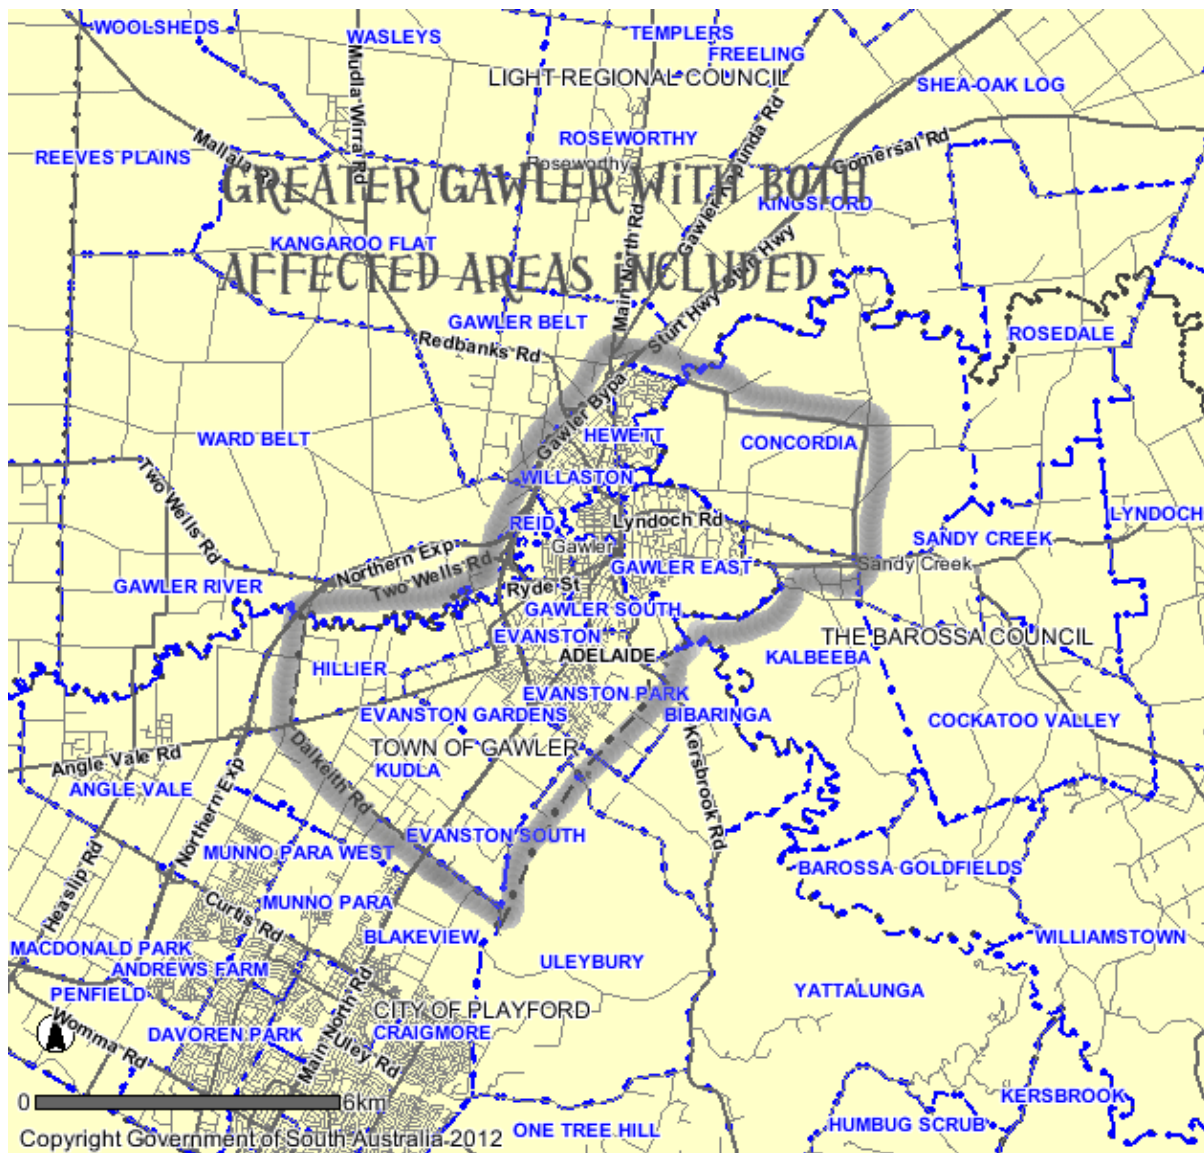 WOOLSHEDS
WASLEYS
TEMPLERS
FREELING
LIGHT REGIONAL COUNCIL
SHEA-OAK LOG
Mudla Wirra Rd
ROSEWORTHY
Roseworthy
REEVES PLAINS
Mallala Rd
Gomersal Rd
GREATER GAWLER WITH BOTH
KINGSFORD
Gawler Kapunda Rd
KANGAROO FLAT
AFFECTED AREAS INCLUDED
Main North Rd
Sturt Hwy
Sturt Hwy
GAWLER BELT
ROSEDALE
Redbanks Rd
Gawler Bypa
HEWETT
CONCORDIA
WARD BELT
WILLASTON
Two Wells Rd
REID
Lyndoch Rd
LYNDOCH
SANDY CREEK
Northern Exp
Gawler
GAWLER EAST
Sandy Creek
GAWLER RIVER
Two Wells Rd
Ryde St
GAWLER SOUTH
EVANSTON
THE BAROSSA COUNCIL
ADELAIDE
KALBEEBA
HILLIER
EVANSTON PARK
EVANSTON GARDENS
BIBARINGA
COCKATOO VALLEY
TOWN OF GAWLER
Angle Vale Rd
KUDLA
Dalkeith Rd
Kersbrook Rd
ANGLE VALE
Northern Exp
EVANSTON SOUTH
MUNNO PARA WEST
BAROSSA GOLDFIELDS
Heaslip Rd
MUNNO PARA
Curtis Rd
BLAKEVIEW
WILLIAMSTOWN
MACDONALD PARK
ANDREWS FARM
ULEYBURY
PENFIELD
YATTALUNGA
CITY OF PLAYFORD
Womma Rd
DAVOREN PARK
CRAIGMORE
Main North Rd
Uley Rd
KERSBROOK
0 6km
HUMBUG SCRUB
ONE TREE HILL
Copyright Government of South Australia 2012